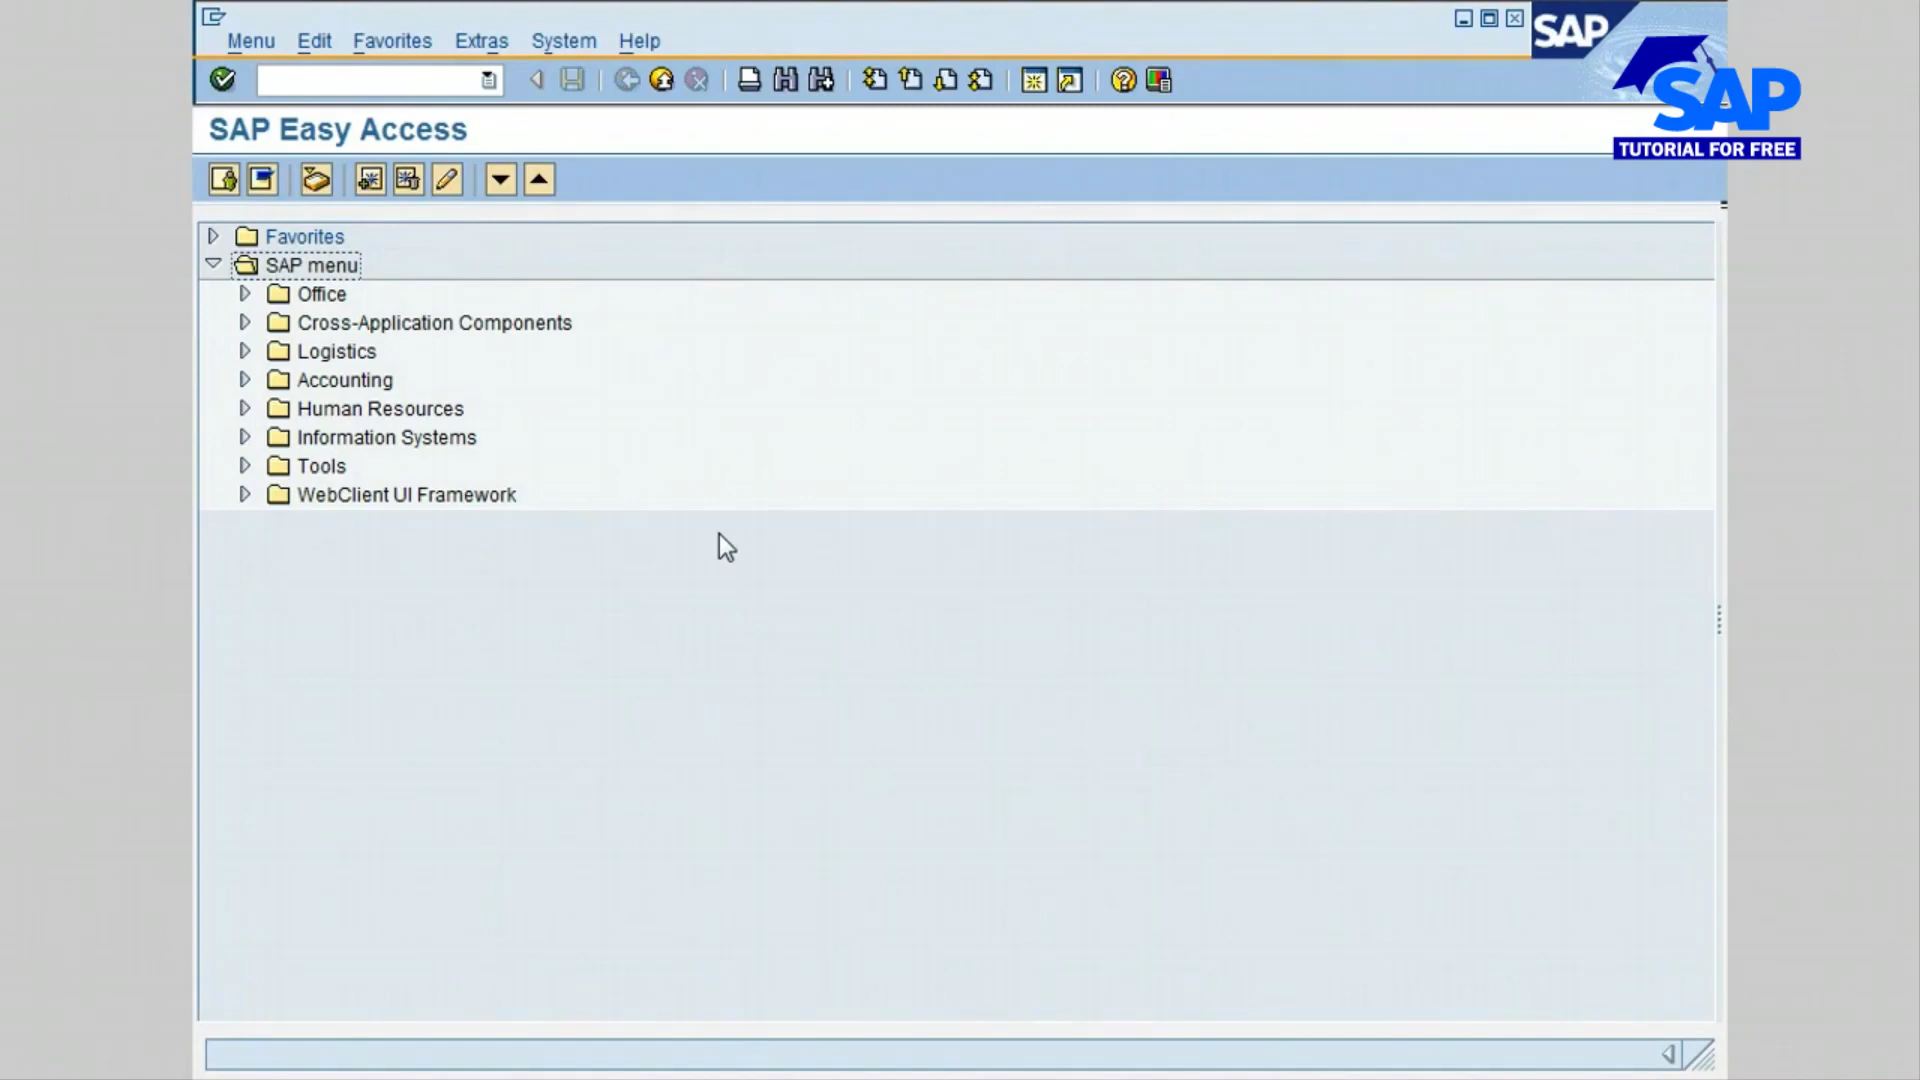 Menu Edit Favorites Extras System Help
SAP
SAP
TUTORIAL FOR FREE
SAP Easy Access
Favorites
SAP menu
Office
Cross-Application Components
Logistics
Accounting
Human Resources
Information Systems
Tools
WebClient UI Framework